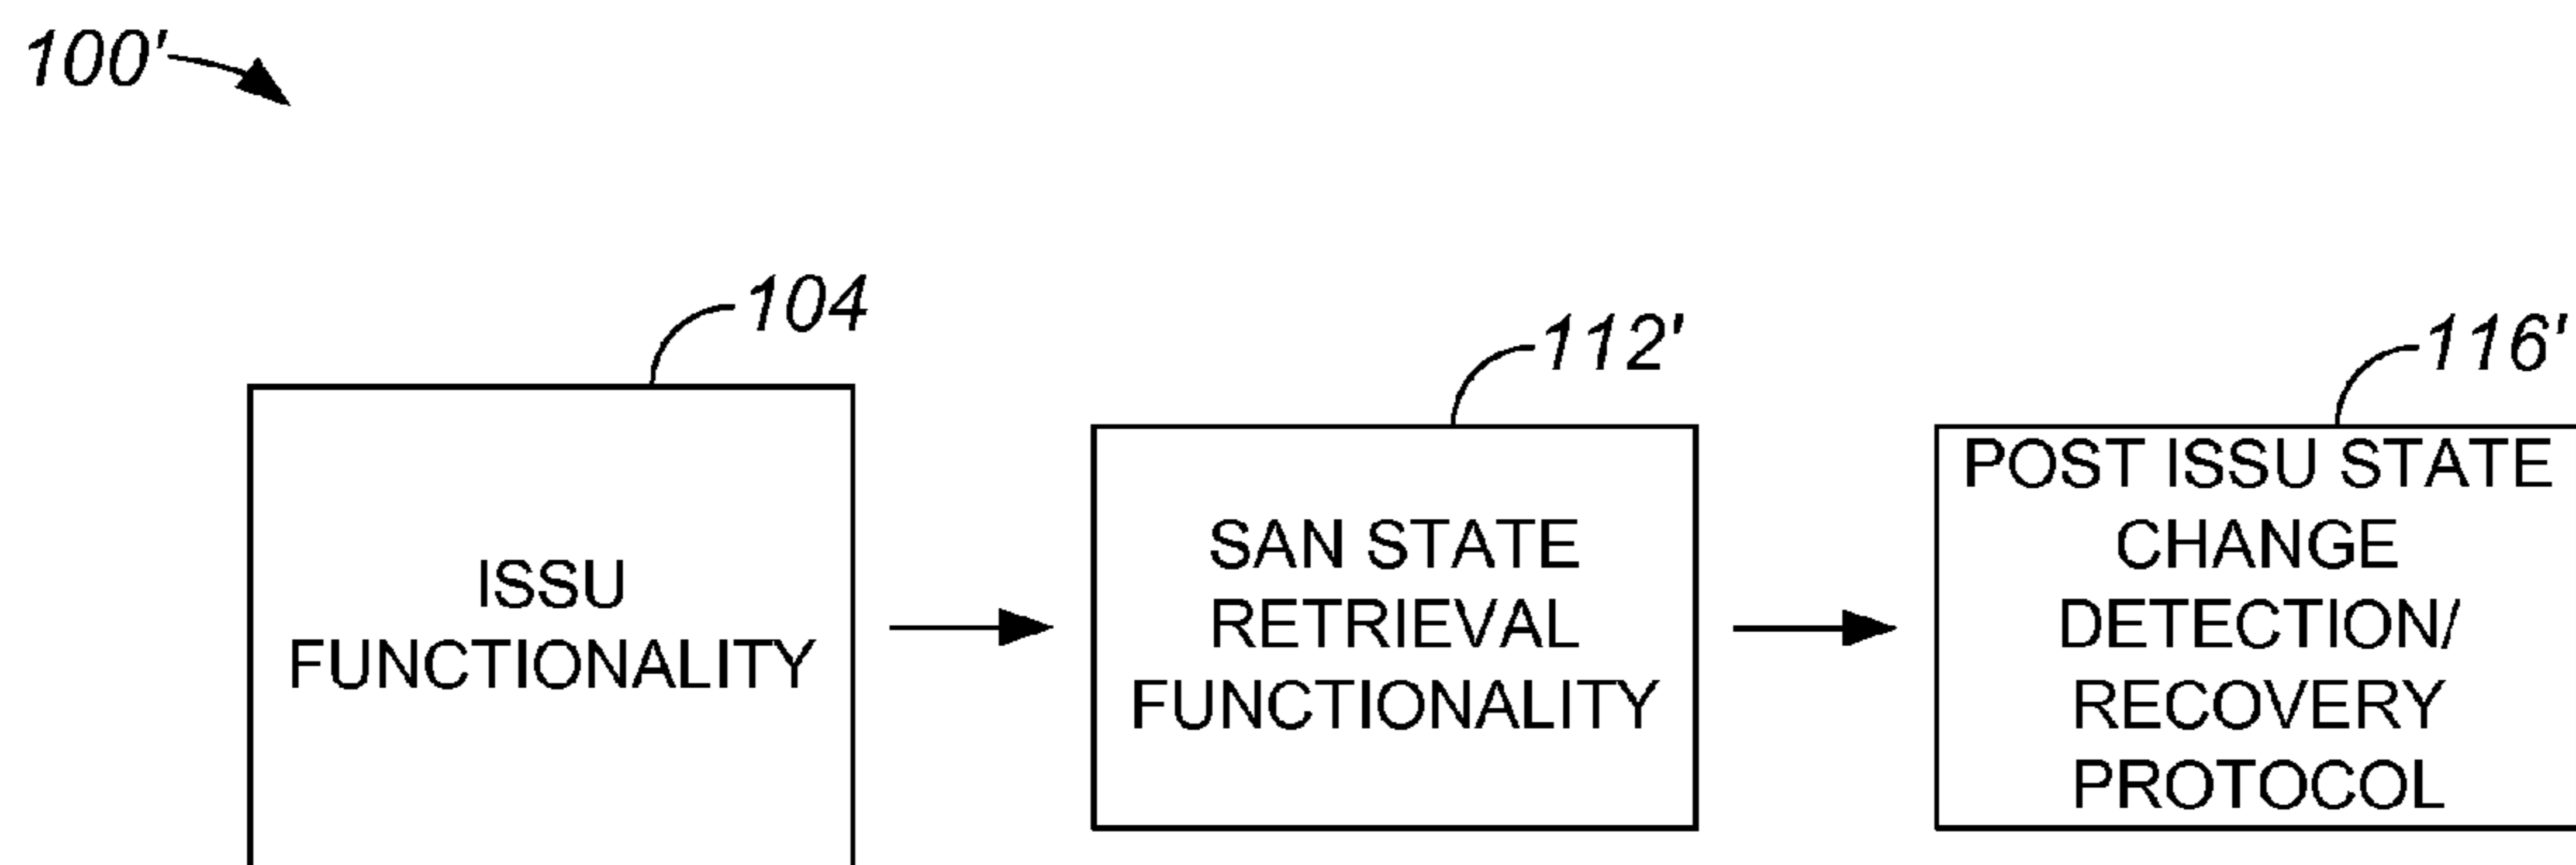 100'
104
112'
116'
ISSU
FUNCTIONALITY
SAN STATE
RETRIEVAL
FUNCTIONALITY
POST ISSU STATE
CHANGE
DETECTION/
RECOVERY
PROTOCOL